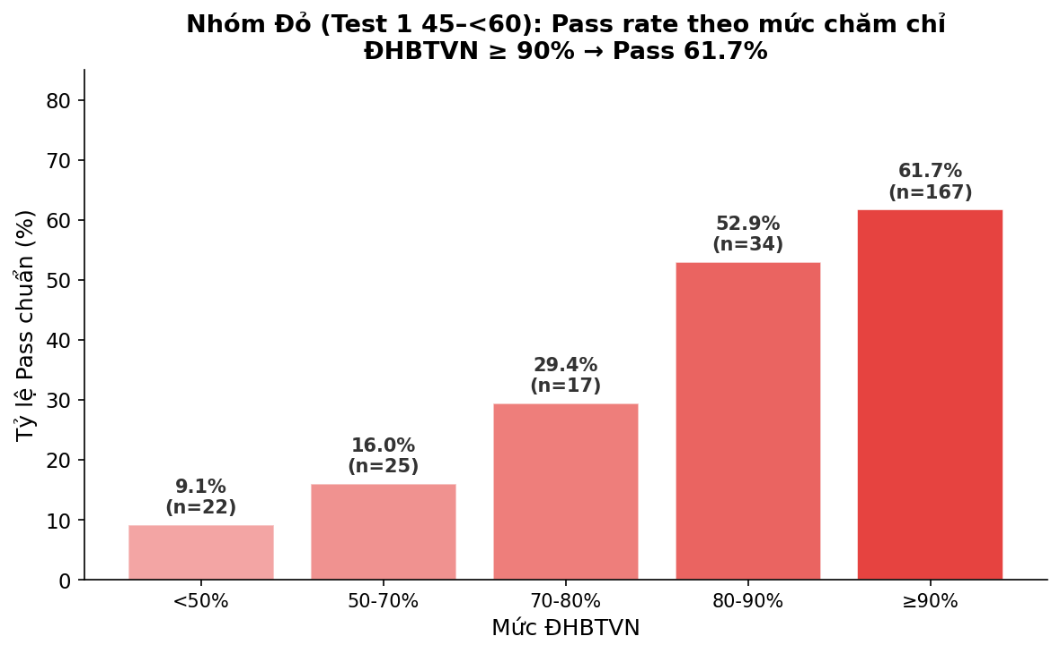 Nhóm Đỏ (Test 1 45–<60): Pass rate theo mức chăm chỉ
ĐHBTVN ≥ 90% → Pass 61.7%
Tỷ lệ Pass chuẩn (%)
80
70
60
50
40
30
20
10
0
9.1%
(n=22)
16.0%
(n=25)
29.4%
(n=17)
52.9%
(n=34)
61.7%
(n=167)
<50%
50-70%
70-80%
80-90%
≥90%
Mức ĐHBTVN